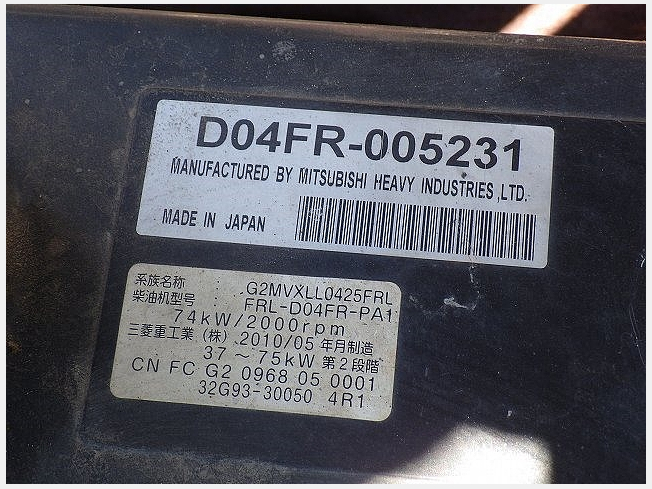 D04FR-005231
MANUFACTURED BY MITSUBISHI HEAVY INDUSTRIES,LTD.
MADE IN JAPAN
系族名称 : G2MVXLL0425FRL
柴油机型号 : FRL-D04FR-PA1
74kW/2000rpm
三菱重工業（株）2010/05 年月制造
37～75kW 第2段階
CN FC G2 0968 05 0001
32G93-30050 4R1